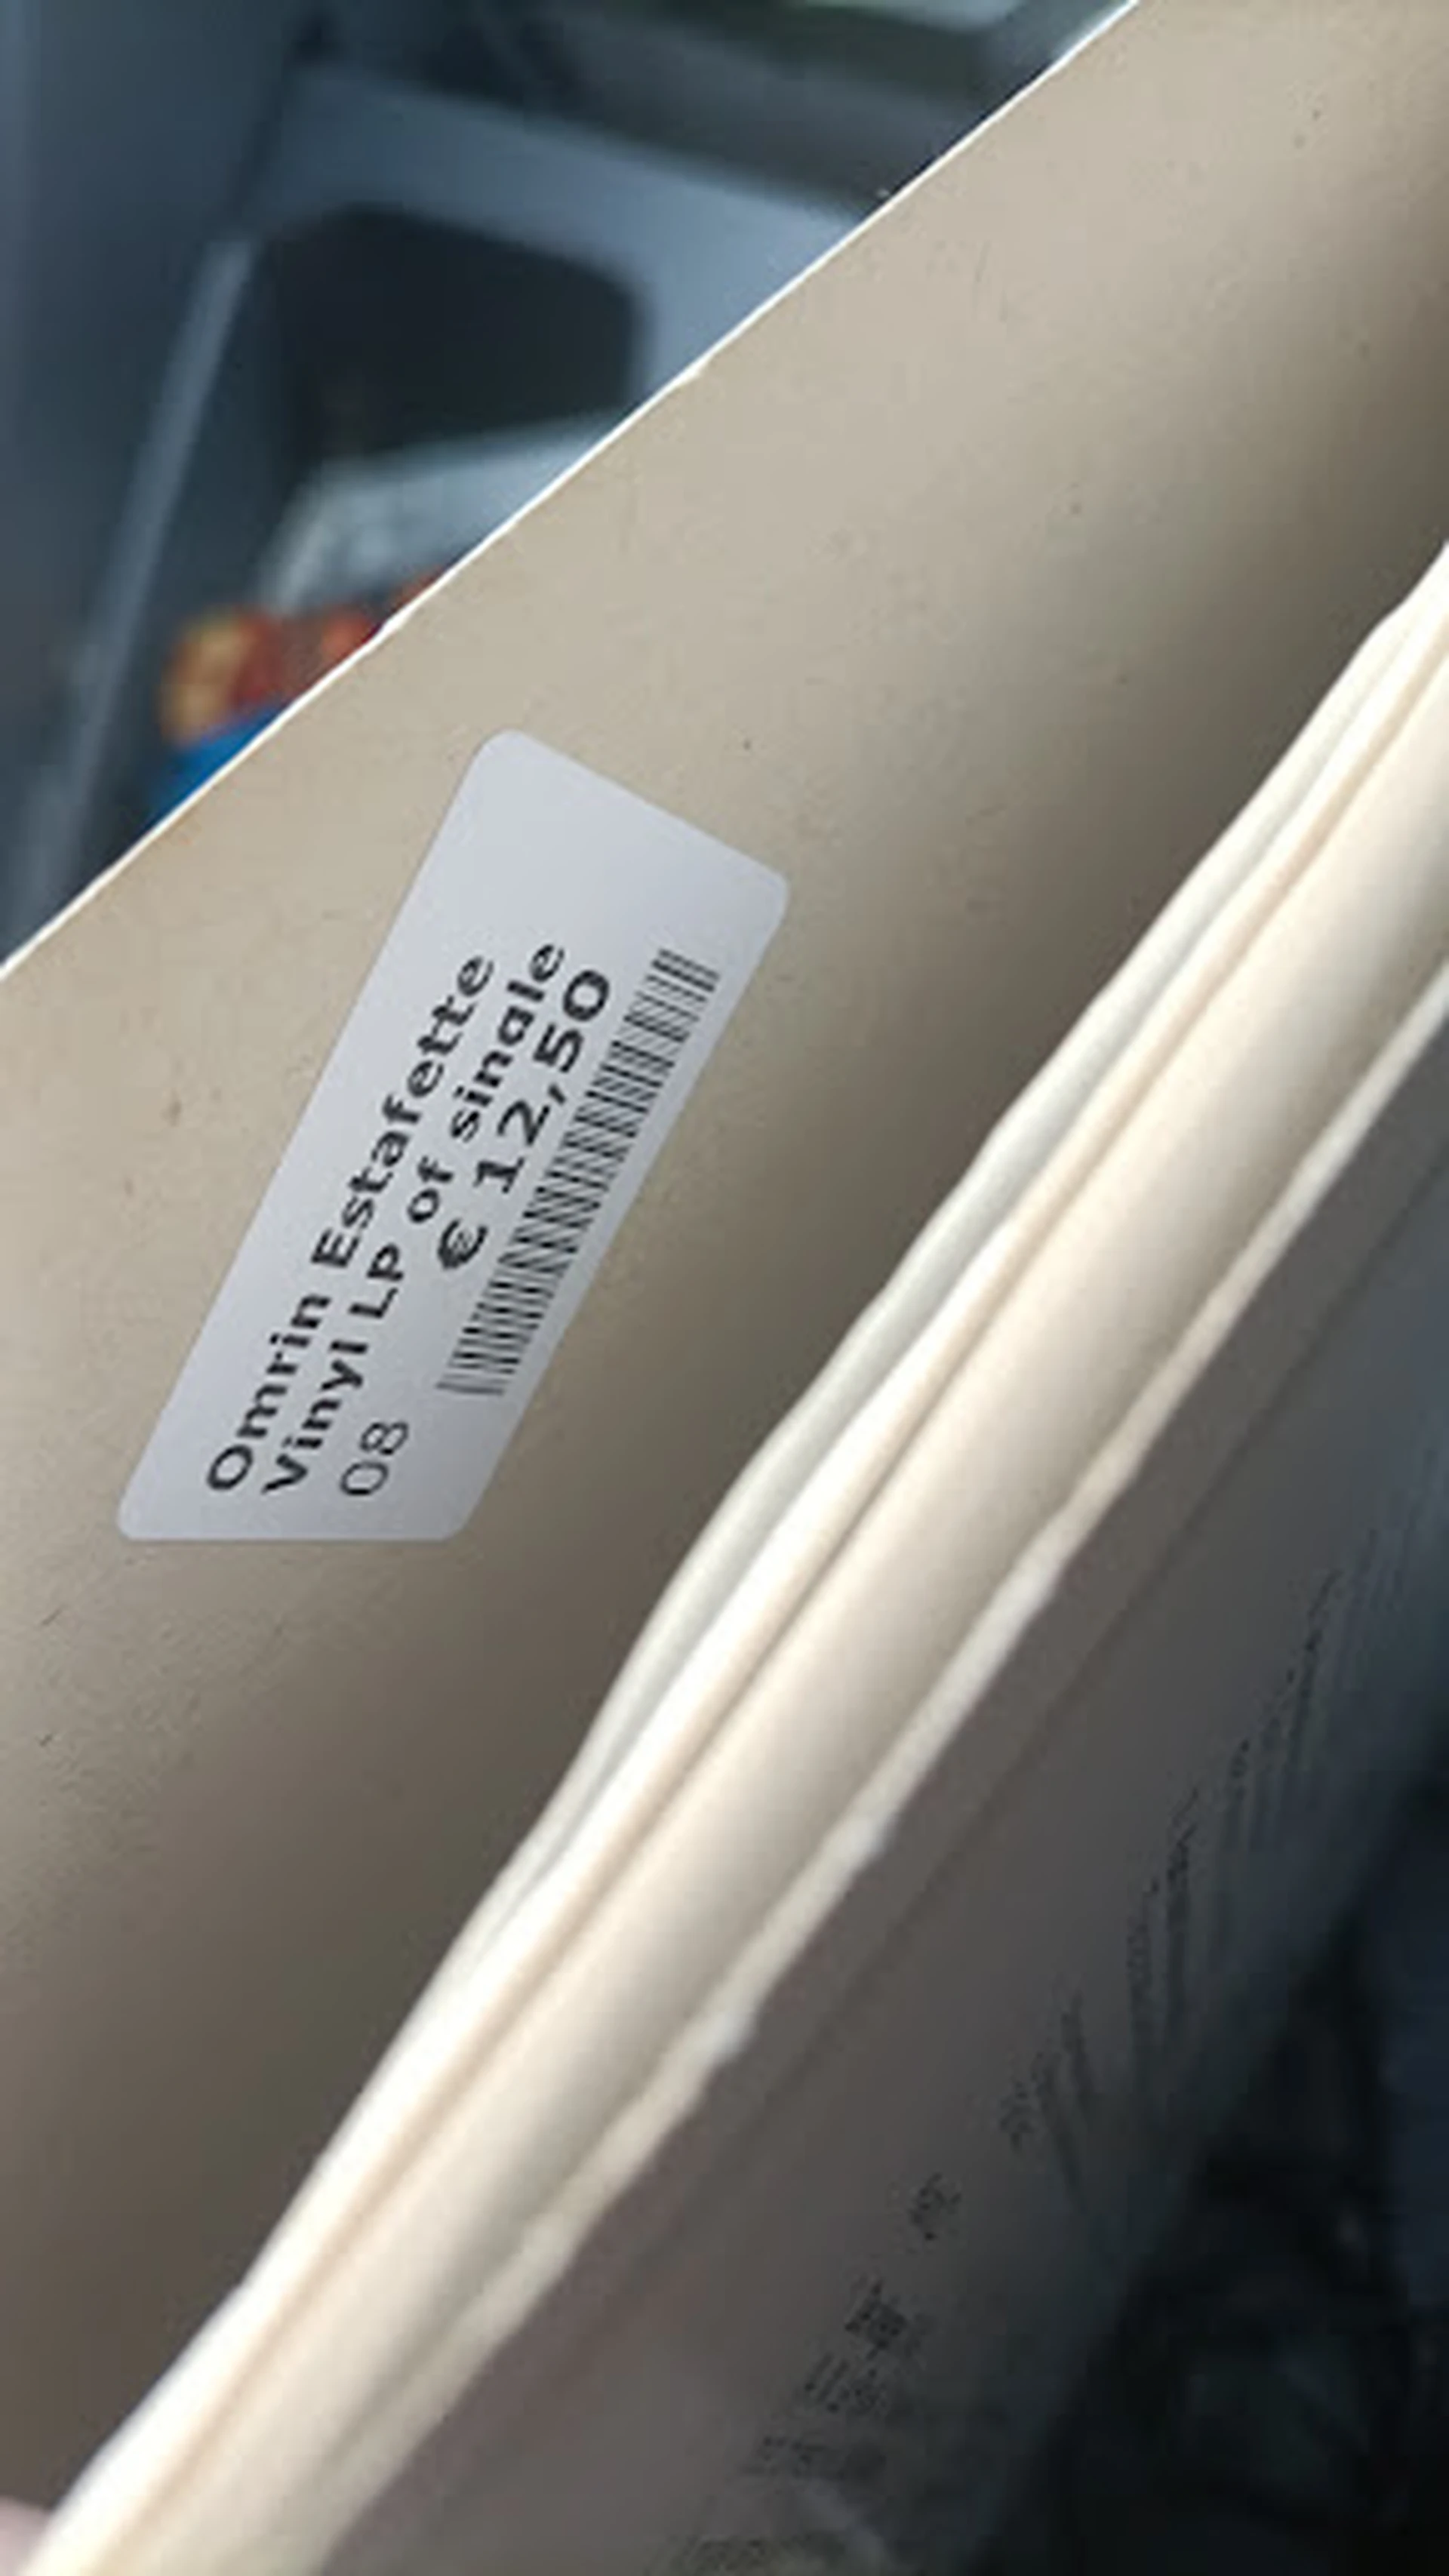 Omrin Estafette
Vinyl LP of single
€ 12,50
08